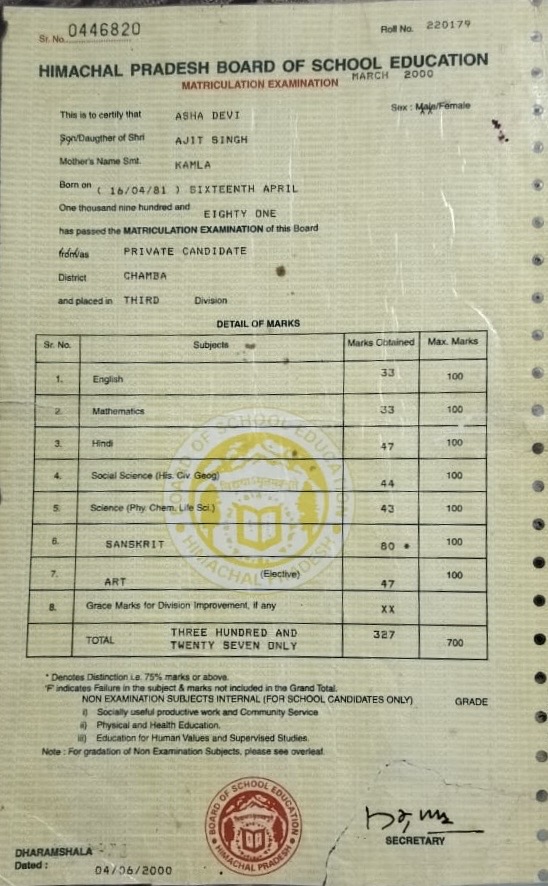 Sr. No. 0446820
Roll No. 220179
HIMACHAL PRADESH BOARD OF SCHOOL EDUCATION
MATRICULATION EXAMINATION MARCH 2000
This is to certify that ASHA DEVI Sex : Male/Female
Son/Daugther of Shri AJIT SINGH
Mother's Name Smt. KAMLA
Born on ( 16/04/81 ) SIXTEENTH APRIL
One thousand nine hundred and EIGHTY ONE
has passed the MATRICULATION EXAMINATION of this Board
from/as PRIVATE CANDIDATE
District CHAMBA
and placed in THIRD Division
DETAIL OF MARKS
Sr. No. Subjects Marks Obtained Max. Marks
1. English 33 100
2. Mathematics 33 100
3. Hindi 47 100
4. Social Science (His. Civ. Geog) 44 100
5. Science (Phy. Chem. Life Sci.) 43 100
6. SANSKRIT 80 * 100
7. ART (Elective) 47 100
8. Grace Marks for Division Improvement, if any XX
TOTAL THREE HUNDRED AND TWENTY SEVEN ONLY 327 700
BOARD OF SCHOOL EDUCATION
HIMACHAL PRADESH
* Denotes Distinction i.e. 75% marks or above.
'F' indicates Failure in the subject & marks not included in the Grand Total.
NON EXAMINATION SUBJECTS INTERNAL (FOR SCHOOL CANDIDATES ONLY) GRADE
i) Socially useful productive work and Community Service
ii) Physical and Health Education.
iii) Education for Human Values and Supervised Studies.
Note : For gradation of Non Examination Subjects, please see overleaf.
BOARD OF SCHOOL EDUCATION
HIMACHAL PRADESH
SECRETARY
DHARAMSHALA
Dated : 04/06/2000